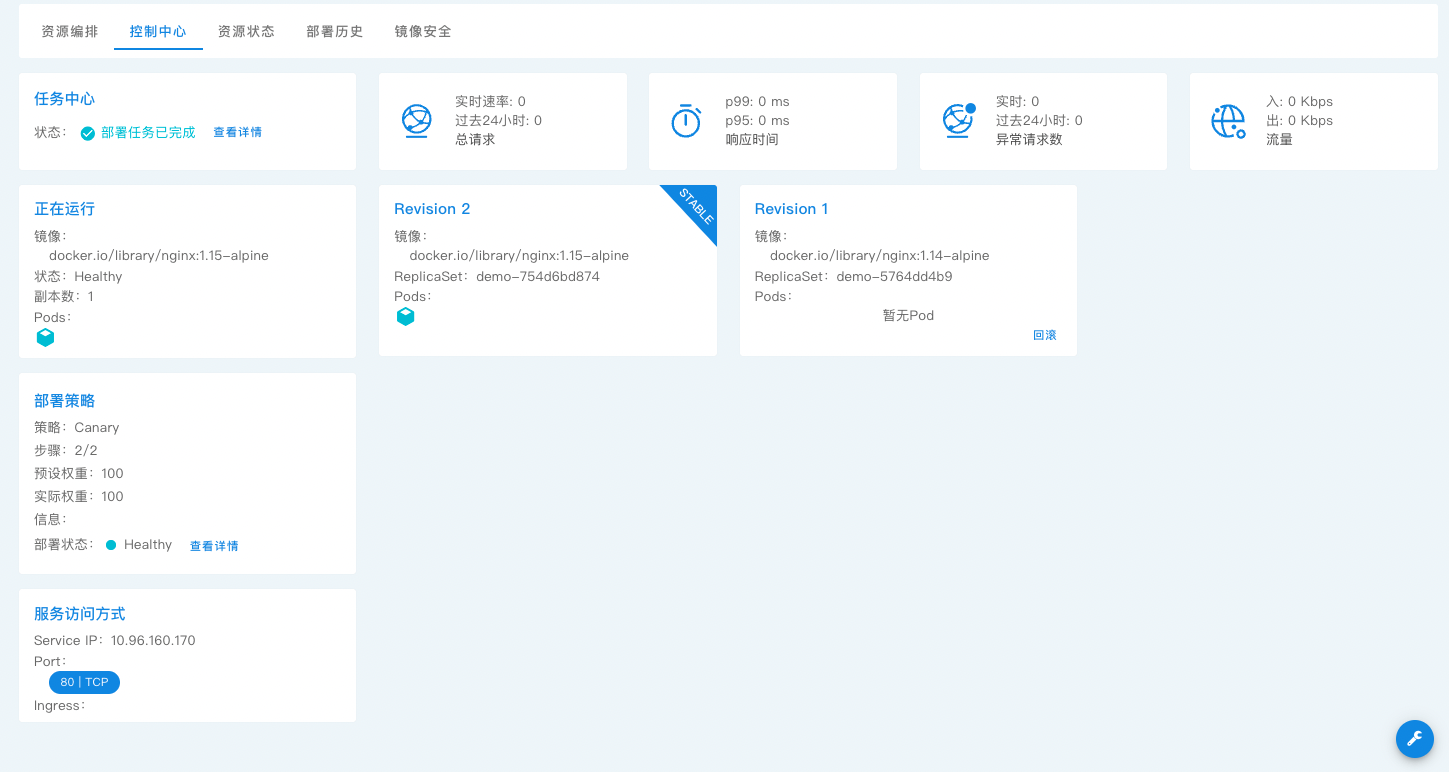 资源编排
控制中心
资源状态
部署历史
镜像安全
任务中心
状态： 部署任务已完成 查看详情
实时速率: 0
过去24小时: 0
总请求
p99: 0 ms
p95: 0 ms
响应时间
实时: 0
过去24小时: 0
异常请求数
入: 0 Kbps
出: 0 Kbps
流量
正在运行
镜像：
docker.io/library/nginx:1.15-alpine
状态：Healthy
副本数：1
Pods：
Revision 2
STABLE
镜像：
docker.io/library/nginx:1.15-alpine
ReplicaSet：demo-754d6bd874
Pods：
Revision 1
镜像：
docker.io/library/nginx:1.14-alpine
ReplicaSet：demo-5764dd4b9
Pods：
暂无Pod
回滚
部署策略
策略：Canary
步骤：2/2
预设权重：100
实际权重：100
信息：
部署状态： Healthy 查看详情
服务访问方式
Service IP：10.96.160.170
Port：
80 | TCP
Ingress：